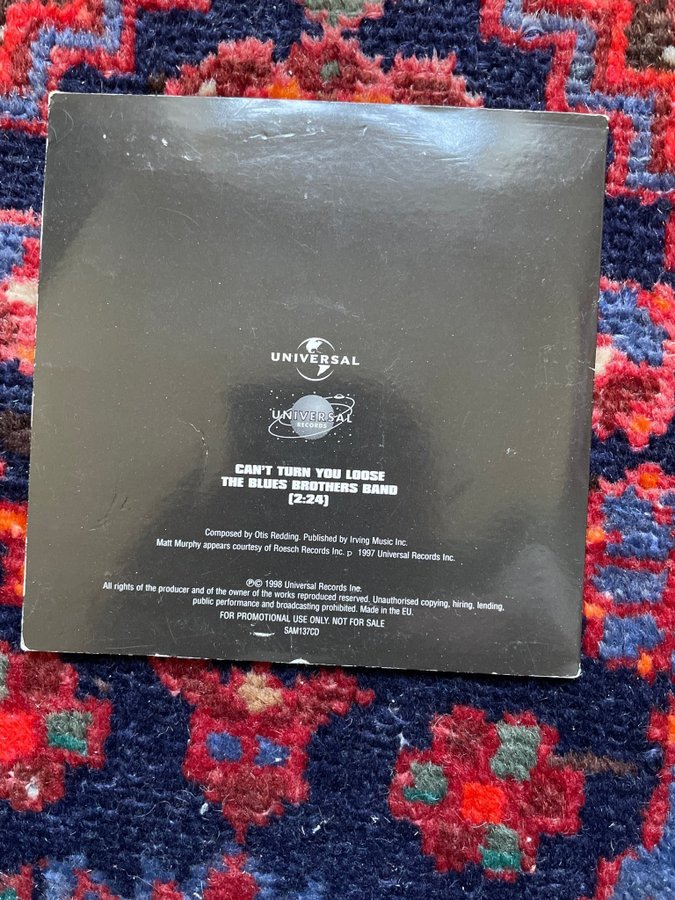 UNIVERSAL
UNIVERSAL
RECORDS
CAN'T TURN YOU LOOSE
THE BLUES BROTHERS BAND
(2:24)
Composed by Otis Redding. Published by Irving Music Inc.
Matt Murphy appears courtesy of Roesch Records Inc. p 1997 Universal Records Inc.
℗© 1998 Universal Records Inc.
All rights of the producer and of the owner of the works reproduced reserved. Unauthorised copying, hiring, lending,
public performance and broadcasting prohibited. Made in the EU.
FOR PROMOTIONAL USE ONLY. NOT FOR SALE
SAM137CD